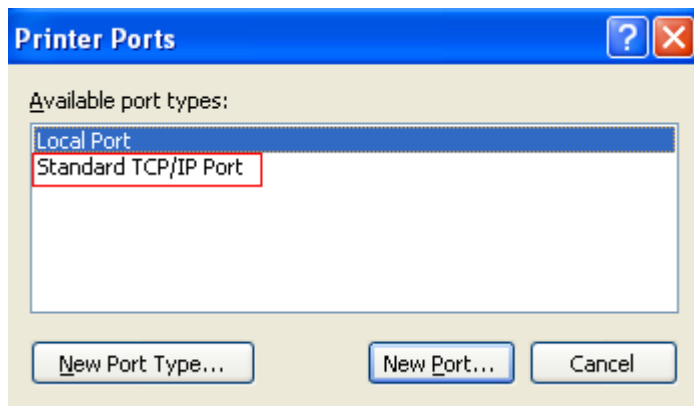 Printer Ports
Available port types:
Local Port
Standard TCP/IP Port
New Port Type...
New Port...
Cancel